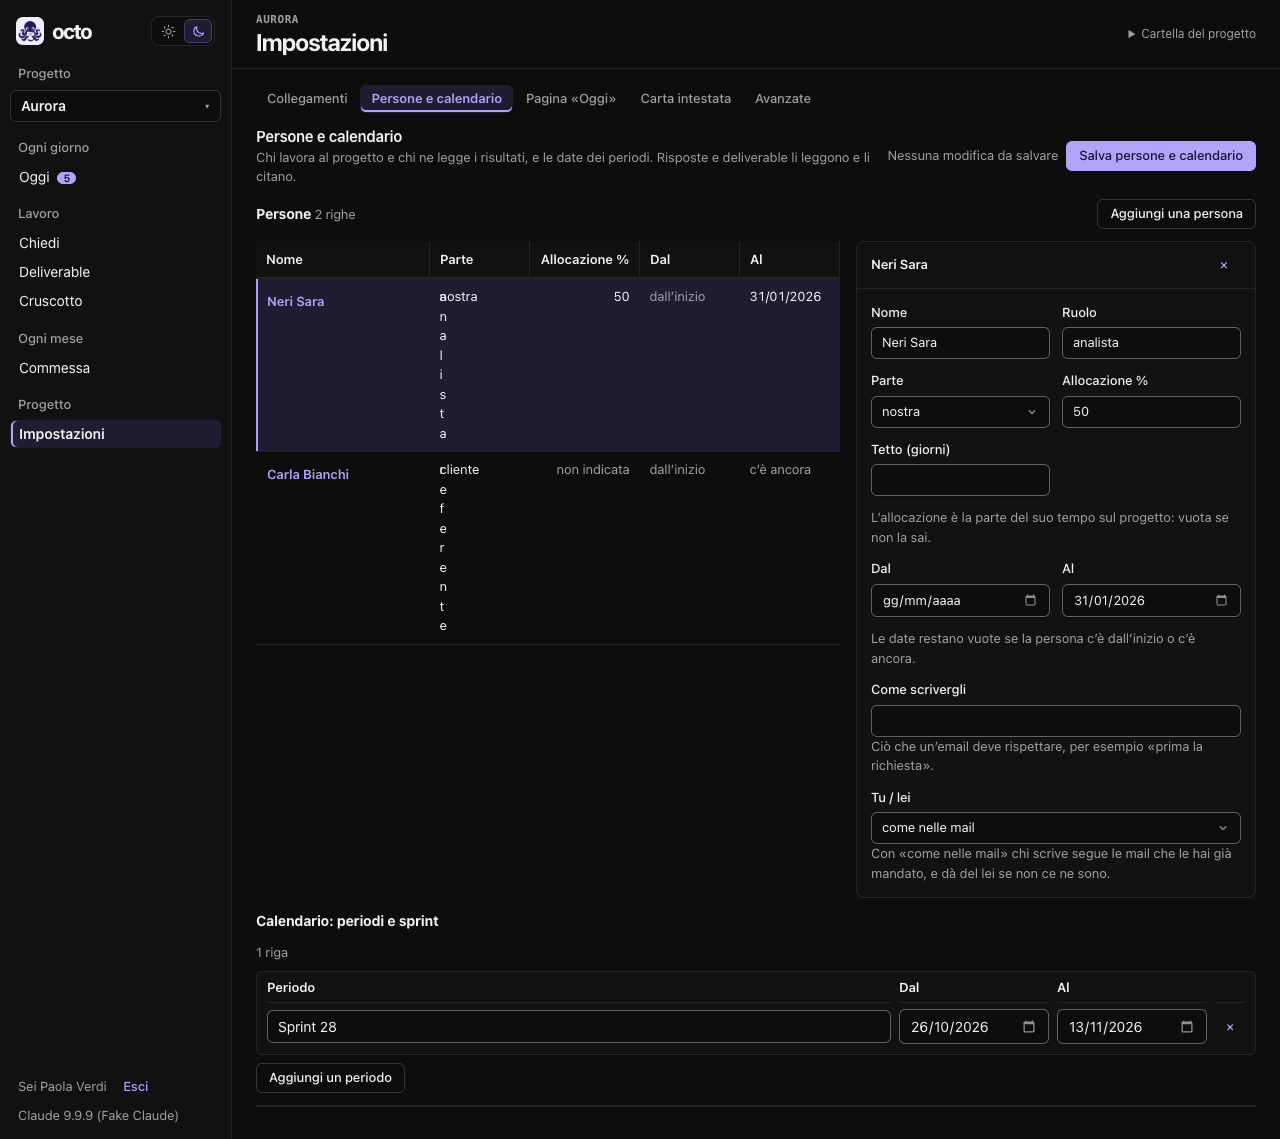 octo
Progetto
Aurora
Ogni giorno
Oggi 5
Lavoro
Chiedi
Deliverable
Cruscotto
Ogni mese
Commessa
Progetto
Impostazioni
Sei Paola Verdi Esci
Claude 9.9.9 (Fake Claude)
AURORA
Impostazioni
Cartella del progetto
Collegamenti Persone e calendario Pagina «Oggi» Carta intestata Avanzate
Persone e calendario
Chi lavora al progetto e chi ne legge i risultati, e le date dei periodi. Risposte e deliverable li leggono e li
citano.
Nessuna modifica da salvare Salva persone e calendario
Persone 2 righe
Aggiungi una persona
Nome Parte Allocazione % Dal Al
Neri Sara analista nostra 50 dall’inizio 31/01/2026
Carla Bianchi referente cliente non indicata dall’inizio c’è ancora
Neri Sara ×
Nome Ruolo
Neri Sara analista
Parte Allocazione %
nostra 50
Tetto (giorni)
L’allocazione è la parte del suo tempo sul progetto: vuota se
non la sai.
Dal Al
gg/mm/aaaa 31/01/2026
Le date restano vuote se la persona c’è dall’inizio o c’è
ancora.
Come scrivergli
Ciò che un’email deve rispettare, per esempio «prima la
richiesta».
Tu / lei
come nelle mail
Con «come nelle mail» chi scrive segue le mail che le hai già
mandato, e dà del lei se non ce ne sono.
Calendario: periodi e sprint
1 riga
Periodo Dal Al
Sprint 28 26/10/2026 13/11/2026 ×
Aggiungi un periodo